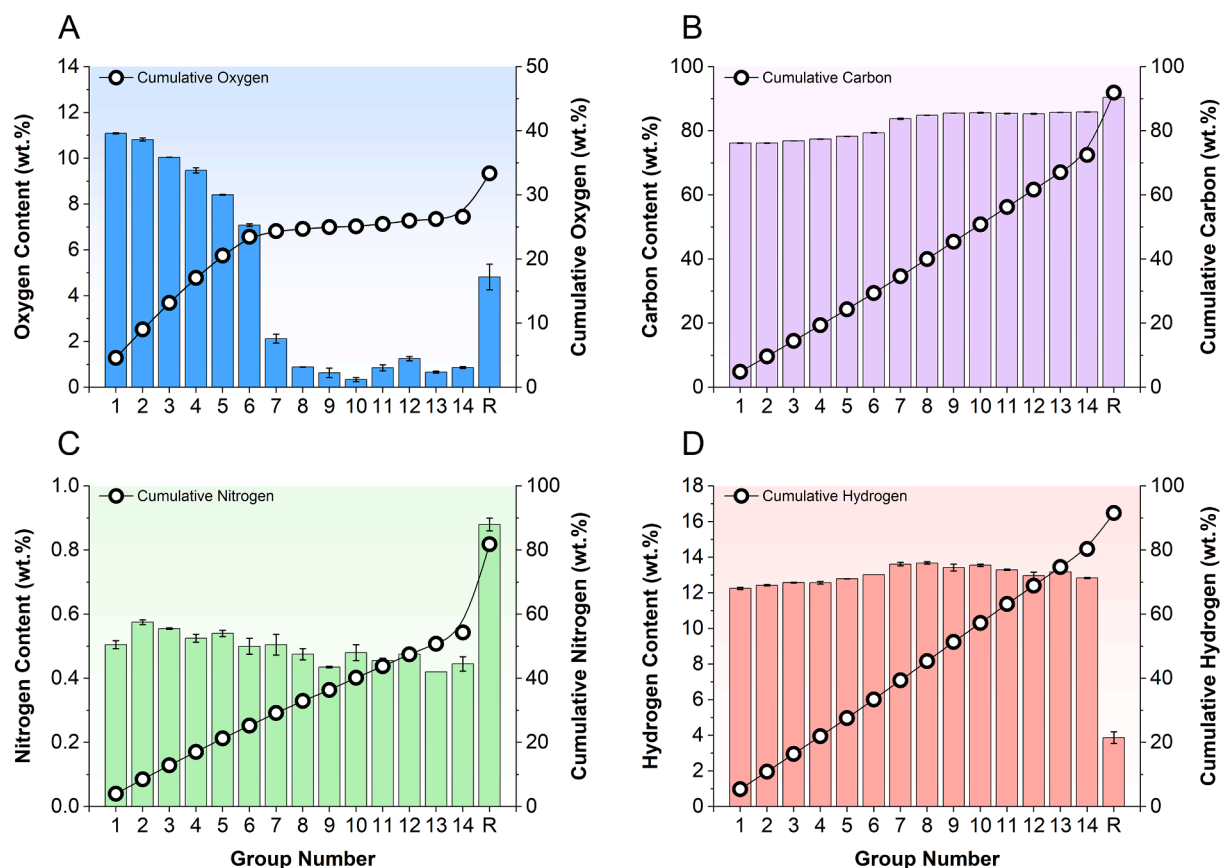 A
Cumulative Oxygen
Oxygen Content (wt.%)
14
12
10
8
6
4
2
0
50
40
30
20
10
0
Cumulative Oxygen (wt.%)
1 2 3 4 5 6 7 8 9 10 11 12 13 14 R
B
Cumulative Carbon
Carbon Content (wt.%)
100
80
60
40
20
0
100
80
60
40
20
0
Cumulative Carbon (wt.%)
1 2 3 4 5 6 7 8 9 10 11 12 13 14 R
C
Cumulative Nitrogen
Nitrogen Content (wt.%)
1.0
0.8
0.6
0.4
0.2
0.0
100
80
60
40
20
0
Cumulative Nitrogen (wt.%)
1 2 3 4 5 6 7 8 9 10 11 12 13 14 R
Group Number
D
Cumulative Hydrogen
Hydrogen Content (wt.%)
18
16
14
12
10
8
6
4
2
0
100
80
60
40
20
0
Cumulative Hydrogen (wt.%)
1 2 3 4 5 6 7 8 9 10 11 12 13 14 R
Group Number